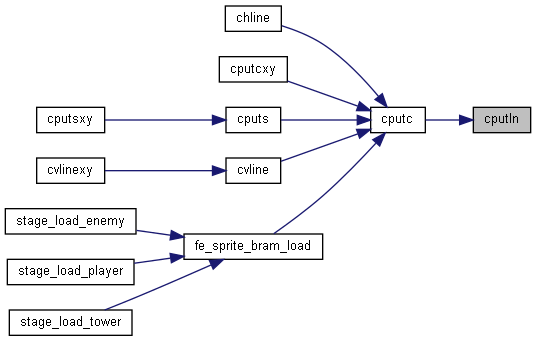 chline
cputcxy
cputsxy
cputs
cputc
cputln
cvlinexy
cvline
stage_load_enemy
fe_sprite_bram_load
stage_load_player
stage_load_tower